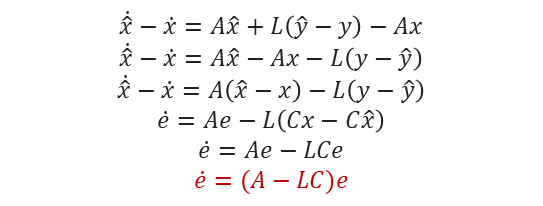 x̂̇ − ẋ = Ax̂ + L(ŷ − y) − Ax
x̂̇ − ẋ = Ax̂ − Ax − L(y − ŷ)
x̂̇ − ẋ = A(x̂ − x) − L(y − ŷ)
ė = Ae − L(Cx − Cx̂)
ė = Ae − LCe
ė = (A − LC)e